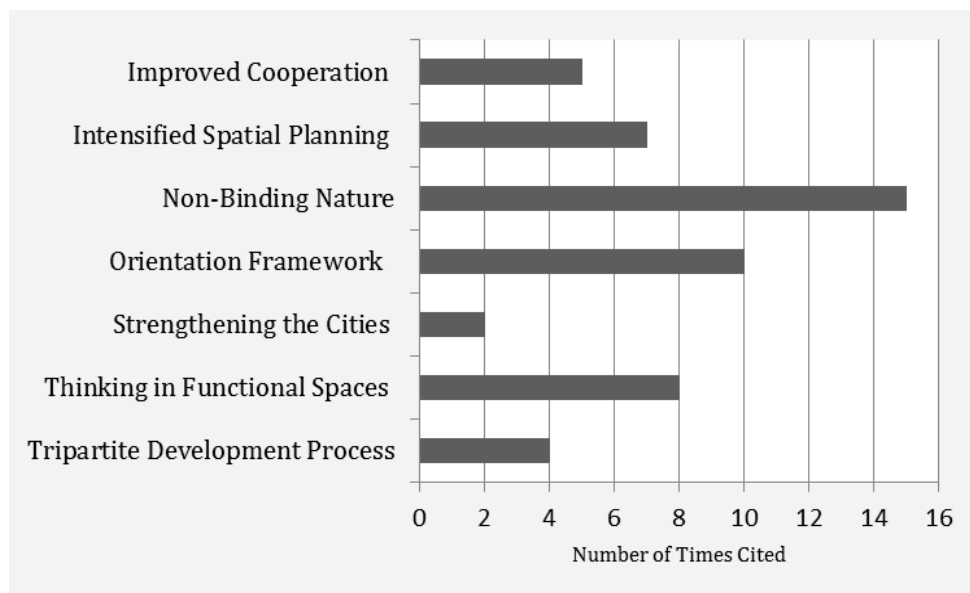 Improved Cooperation
Intensified Spatial Planning
Non-Binding Nature
Orientation Framework
Strengthening the Cities
Thinking in Functional Spaces
Tripartite Development Process
0 2 4 6 8 10 12 14 16
Number of Times Cited